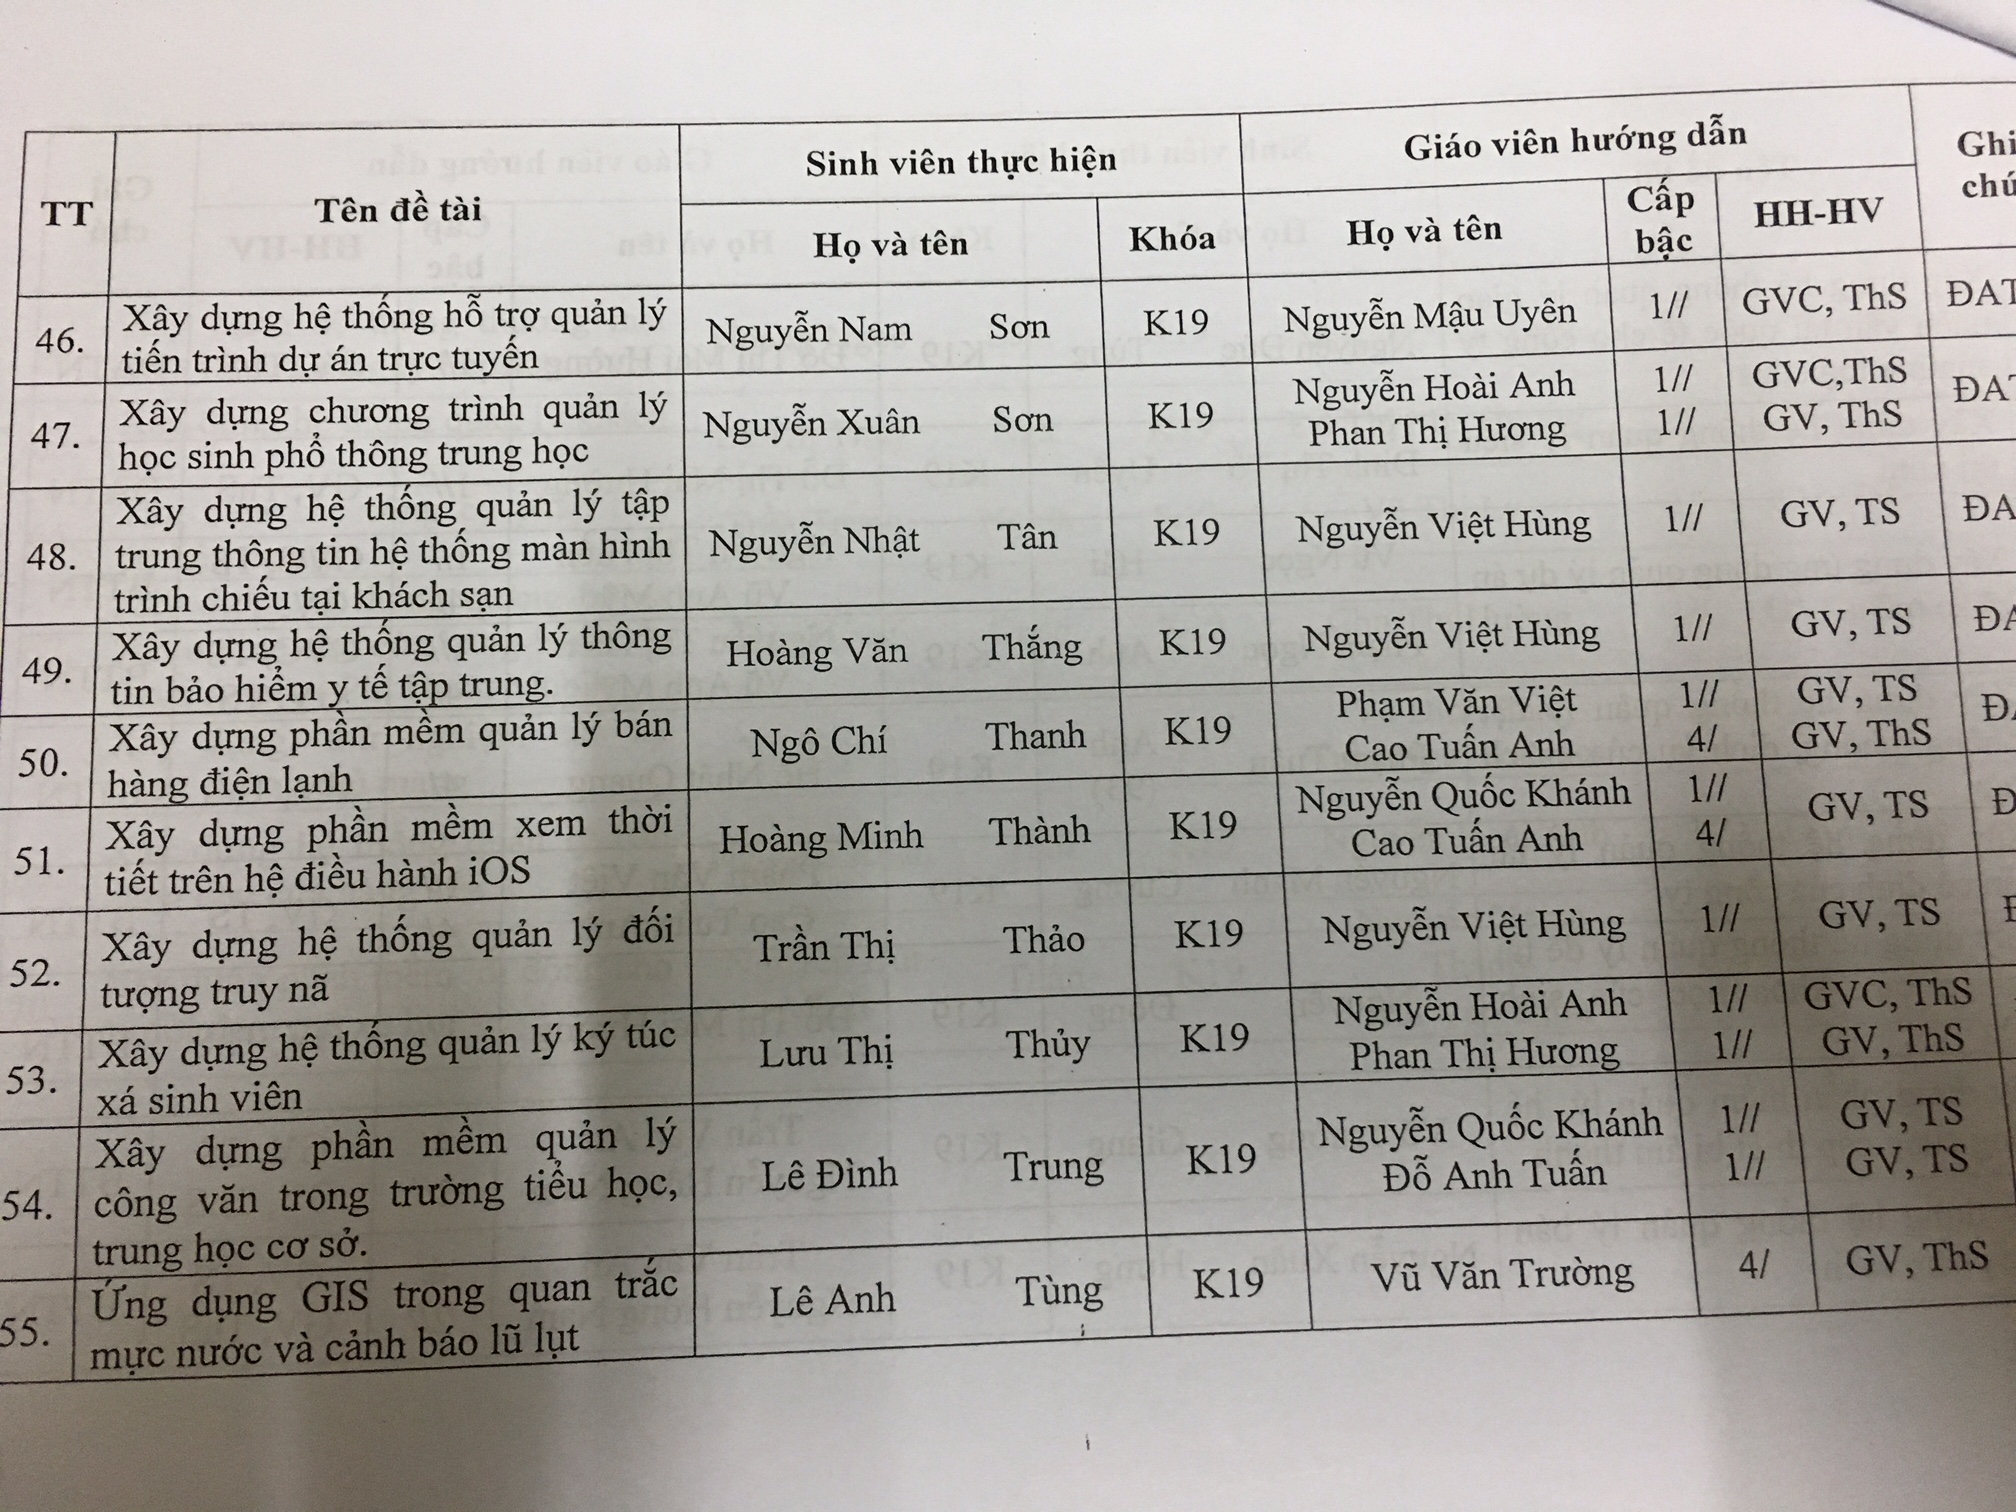 TT
Tên đề tài
Sinh viên thực hiện
Giáo viên hướng dẫn
Ghi
chú
Họ và tên
Khóa
Họ và tên
Cấp
bậc
HH-HV
46.
Xây dựng hệ thống hỗ trợ quản lý
tiến trình dự án trực tuyến
Nguyễn Nam Sơn
K19
Nguyễn Mậu Uyên
1//
GVC, ThS
ĐAT
47.
Xây dựng chương trình quản lý
học sinh phổ thông trung học
Nguyễn Xuân Sơn
K19
Nguyễn Hoài Anh
Phan Thị Hương
1//
1//
GVC,ThS
GV, ThS
ĐAT
48.
Xây dựng hệ thống quản lý tập
trung thông tin hệ thống màn hình
trình chiếu tại khách sạn
Nguyễn Nhật Tân
K19
Nguyễn Việt Hùng
1//
GV, TS
ĐA
49.
Xây dựng hệ thống quản lý thông
tin bảo hiểm y tế tập trung.
Hoàng Văn Thắng
K19
Nguyễn Việt Hùng
1//
GV, TS
ĐA
50.
Xây dựng phần mềm quản lý bán
hàng điện lạnh
Ngô Chí Thanh
K19
Phạm Văn Việt
Cao Tuấn Anh
1//
4/
GV, TS
GV, ThS
ĐA
51.
Xây dựng phần mềm xem thời
tiết trên hệ điều hành iOS
Hoàng Minh Thành
K19
Nguyễn Quốc Khánh
Cao Tuấn Anh
1//
4/
GV, TS
Đ
52.
Xây dựng hệ thống quản lý đối
tượng truy nã
Trần Thị Thảo
K19
Nguyễn Việt Hùng
1//
GV, TS
53.
Xây dựng hệ thống quản lý ký túc
xá sinh viên
Lưu Thị Thủy
K19
Nguyễn Hoài Anh
Phan Thị Hương
1//
1//
GVC, ThS
GV, ThS
54.
Xây dựng phần mềm quản lý
công văn trong trường tiểu học,
trung học cơ sở.
Lê Đình Trung
K19
Nguyễn Quốc Khánh
Đỗ Anh Tuấn
1//
1//
GV, TS
GV, TS
55.
Ứng dụng GIS trong quan trắc
mực nước và cảnh báo lũ lụt
Lê Anh Tùng
K19
Vũ Văn Trường
4/
GV, ThS